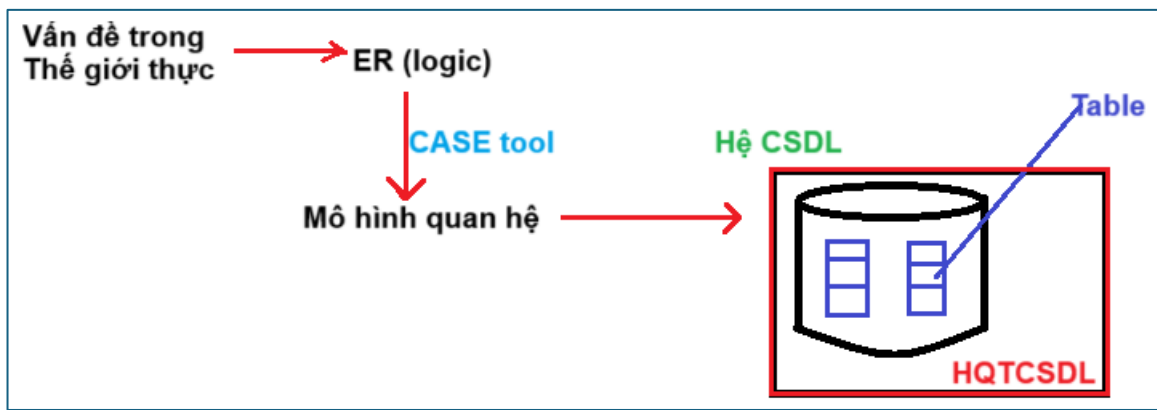 Vấn đề trong
Thế giới thực
ER (logic)
Table
CASE tool
Hệ CSDL
Mô hình quan hệ
HQTCSDL